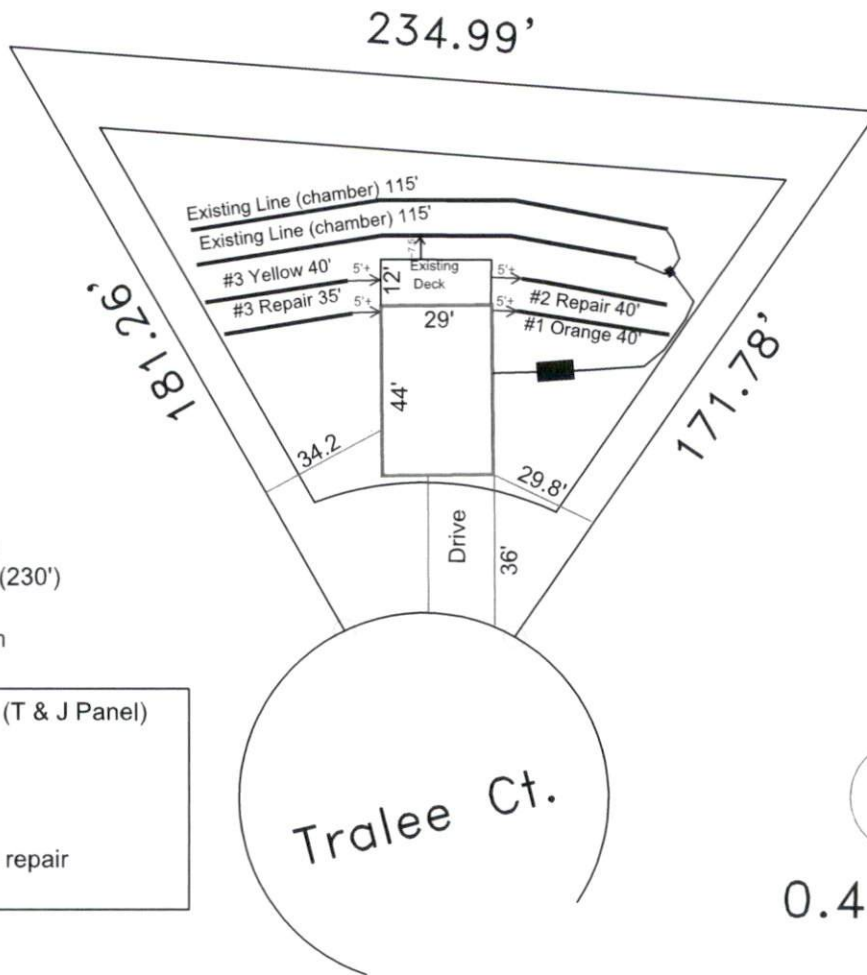 234.99'
Existing Line (chamber) 115'
Existing Line (chamber) 115'
#3 Yellow 40'
5'+
12'
Existing
Deck
5'+
#2 Repair 40'
#3 Repair 35'
5'+
29'
5'+
#1 Orange 40'
181.26'
171.78'
44'
34.2
29.8'
Drive
36'
(230')
(T & J Panel)
repair
Tralee Ct.
0.4